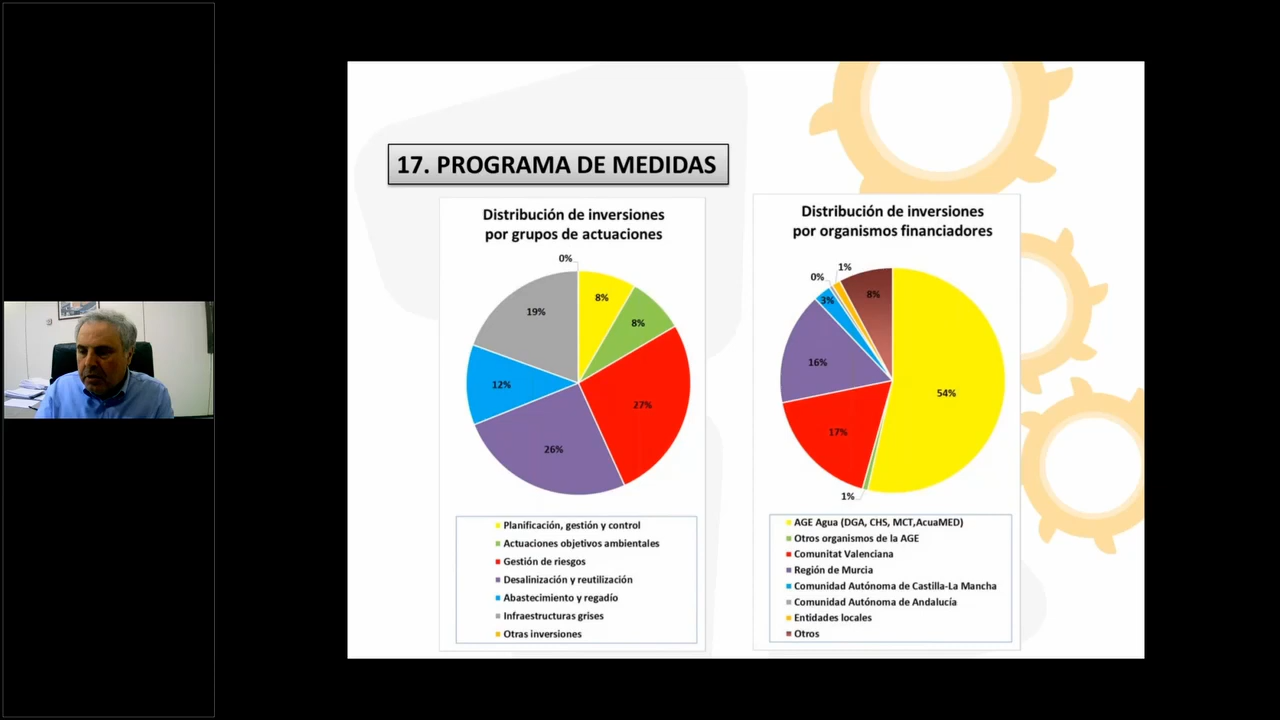 17. PROGRAMA DE MEDIDAS
Distribución de inversiones
por grupos de actuaciones
0%
8%
8%
27%
26%
12%
19%
Planificación, gestión y control
Actuaciones objetivos ambientales
Gestión de riesgos
Desalinización y reutilización
Abastecimiento y regadío
Infraestructuras grises
Otras inversiones
Distribución de inversiones
por organismos financiadores
0%
1%
8%
3%
16%
54%
17%
1%
AGE Agua (DGA, CHS, MCT,AcuaMED)
Otros organismos de la AGE
Comunitat Valenciana
Región de Murcia
Comunidad Autónoma de Castilla-La Mancha
Comunidad Autónoma de Andalucía
Entidades locales
Otros